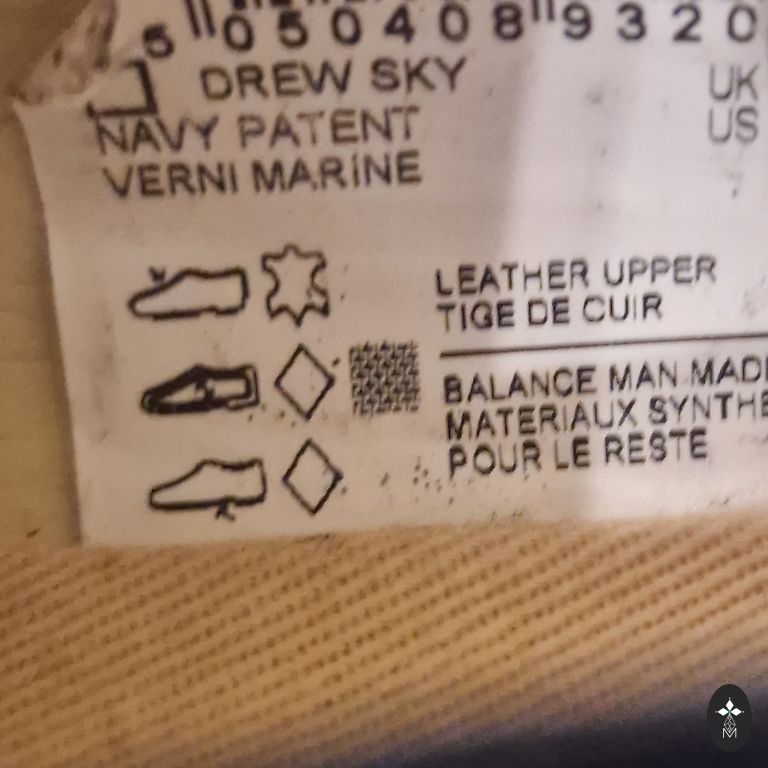 5 050408 9320
DREW SKY UK
NAVY PATENT US
VERNI MARINE
LEATHER UPPER
TIGE DE CUIR
BALANCE MAN MADE
MATERIAUX SYNTHE
POUR LE RESTE
M